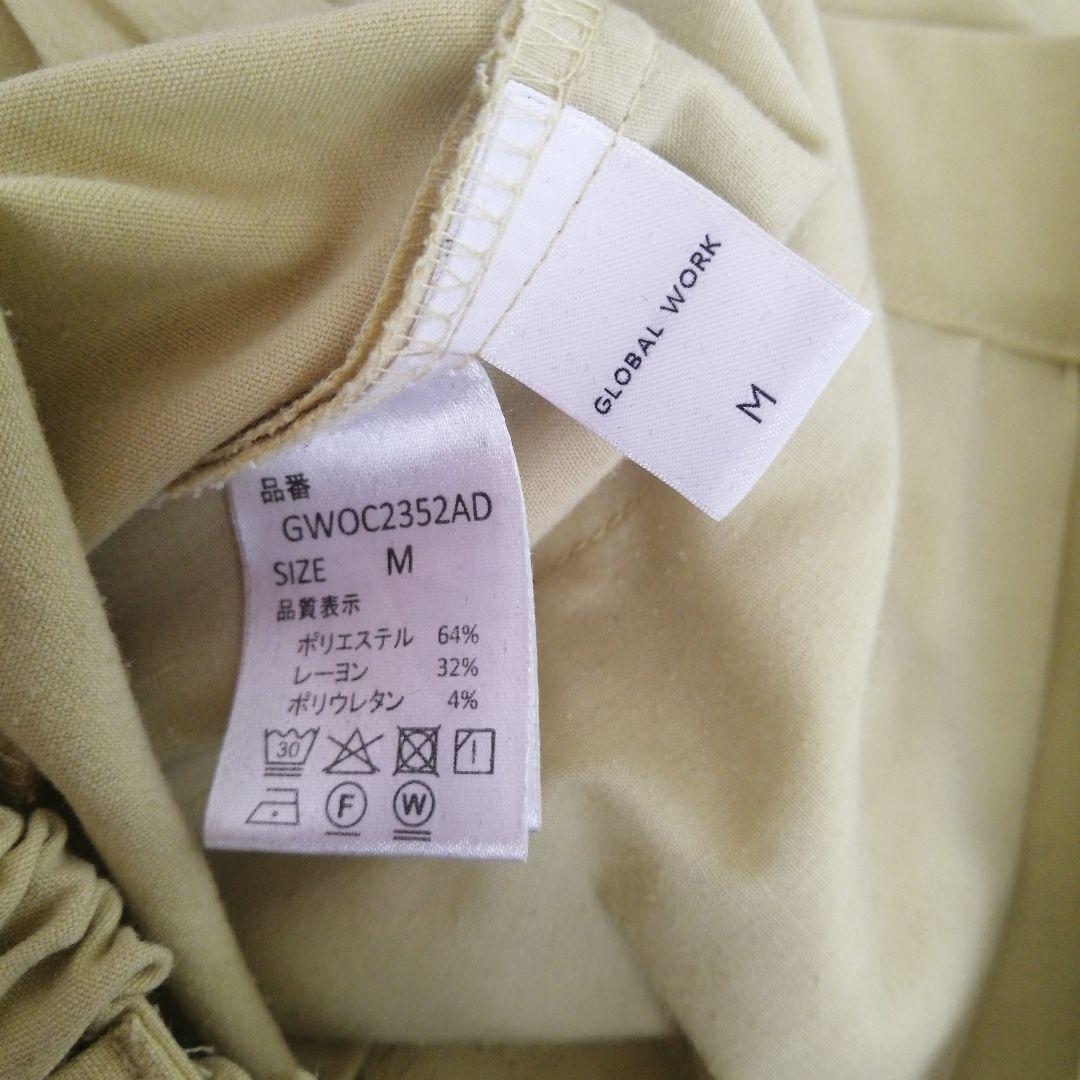 GLOBAL WORK
M
品番
GWOC2352AD
SIZE M
品質表示
ポリエステル 64%
レーヨン 32%
ポリウレタン 4%
30
F W